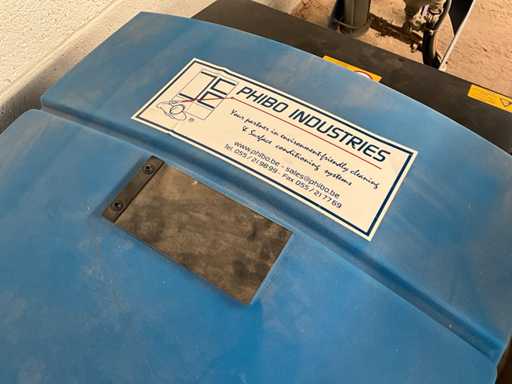 PHIBO INDUSTRIES
Your partner in environment-friendly cleaning
& Surface conditioning systems
www.phibo.be - sales@phibo.be
Tel. 055 / 21 98 99 - Fax 055 / 21 77 69